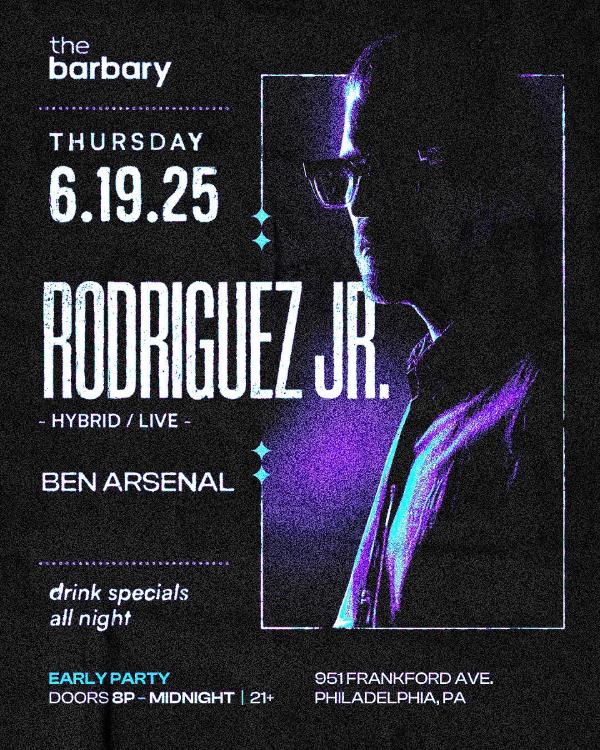 the
barbary
THURSDAY
6.19.25
RODRIGUEZ JR.
- HYBRID / LIVE -
BEN ARSENAL
drink specials
all night
EARLY PARTY
DOORS 8P - MIDNIGHT | 21+
951 FRANKFORD AVE.
PHILADELPHIA, PA